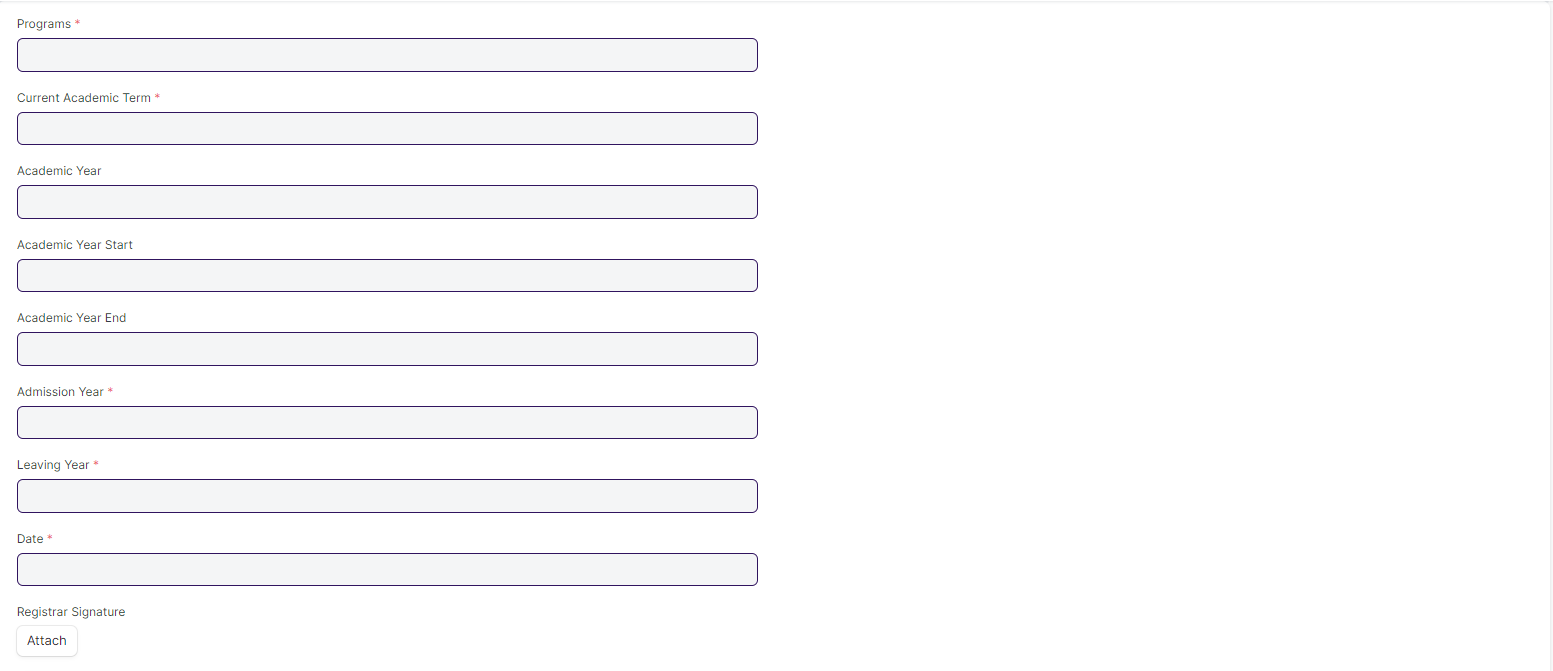 Programs *
Current Academic Term *
Academic Year
Academic Year Start
Academic Year End
Admission Year *
Leaving Year *
Date *
Registrar Signature
Attach